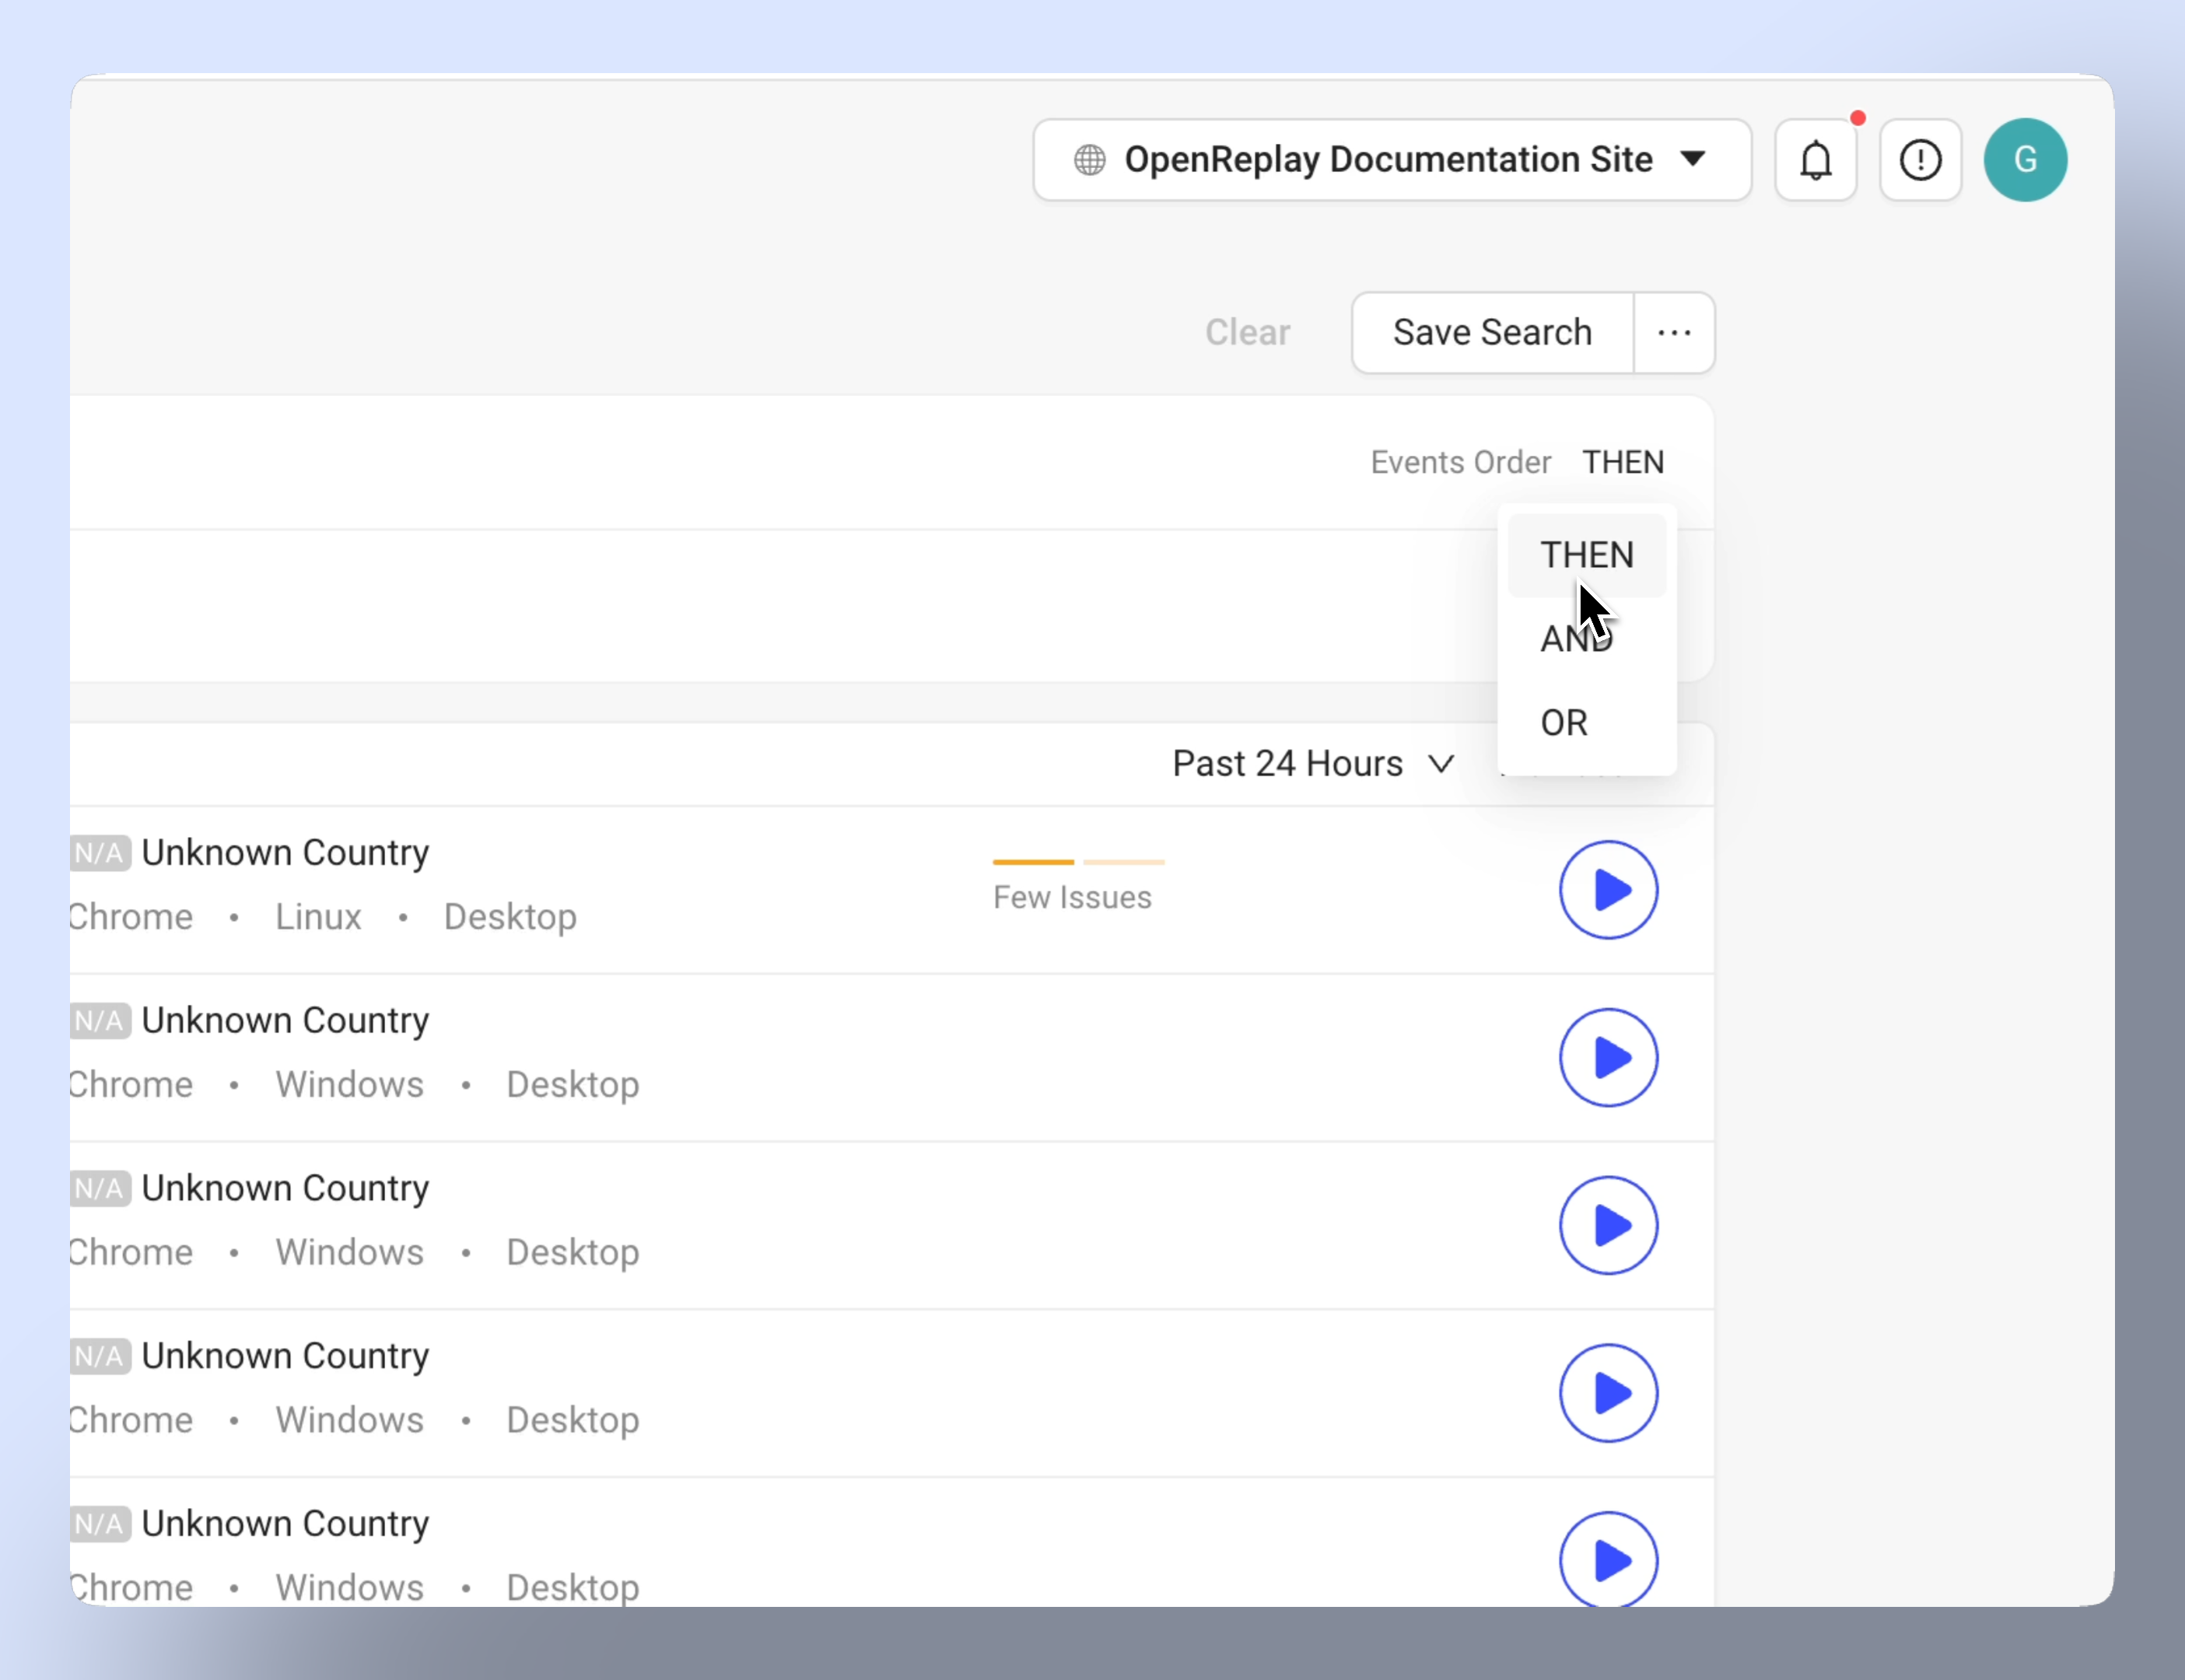 OpenReplay Documentation Site
G
Clear
Save Search
Events Order THEN
THEN
AND
OR
Past 24 Hours
N/A Unknown Country
Chrome • Linux • Desktop
Few Issues
N/A Unknown Country
Chrome • Windows • Desktop
N/A Unknown Country
Chrome • Windows • Desktop
N/A Unknown Country
Chrome • Windows • Desktop
N/A Unknown Country
Chrome • Windows • Desktop